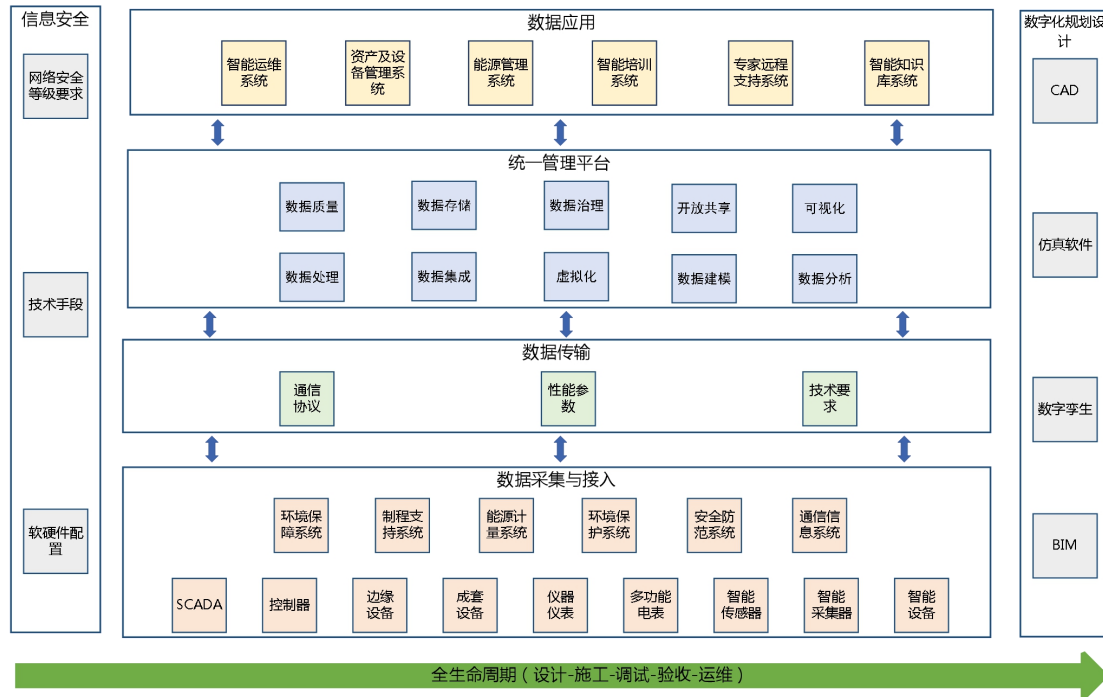 信息安全
网络安全
等级要求
技术手段
软硬件配
置
数据应用
智能运维
系统
资产及设
备管理系
统
能源管理
系统
智能培训
系统
专家远程
支持系统
智能知识
库系统
统一管理平台
数据质量
数据存储
数据治理
开放共享
可视化
数据处理
数据集成
虚拟化
数据建模
数据分析
数据传输
通信
协议
性能参
数
技术要
求
数据采集与接入
环境保
障系统
制程支
持系统
能源计
量系统
环境保
护系统
安全防
范系统
通信信
息系统
SCADA
控制器
边缘
设备
成套
设备
仪器
仪表
多功能
电表
智能
传感器
智能
采集器
智能
设备
数字化规划设
计
CAD
仿真软件
数字孪生
BIM
全生命周期（设计-施工-调试-验收-运维）